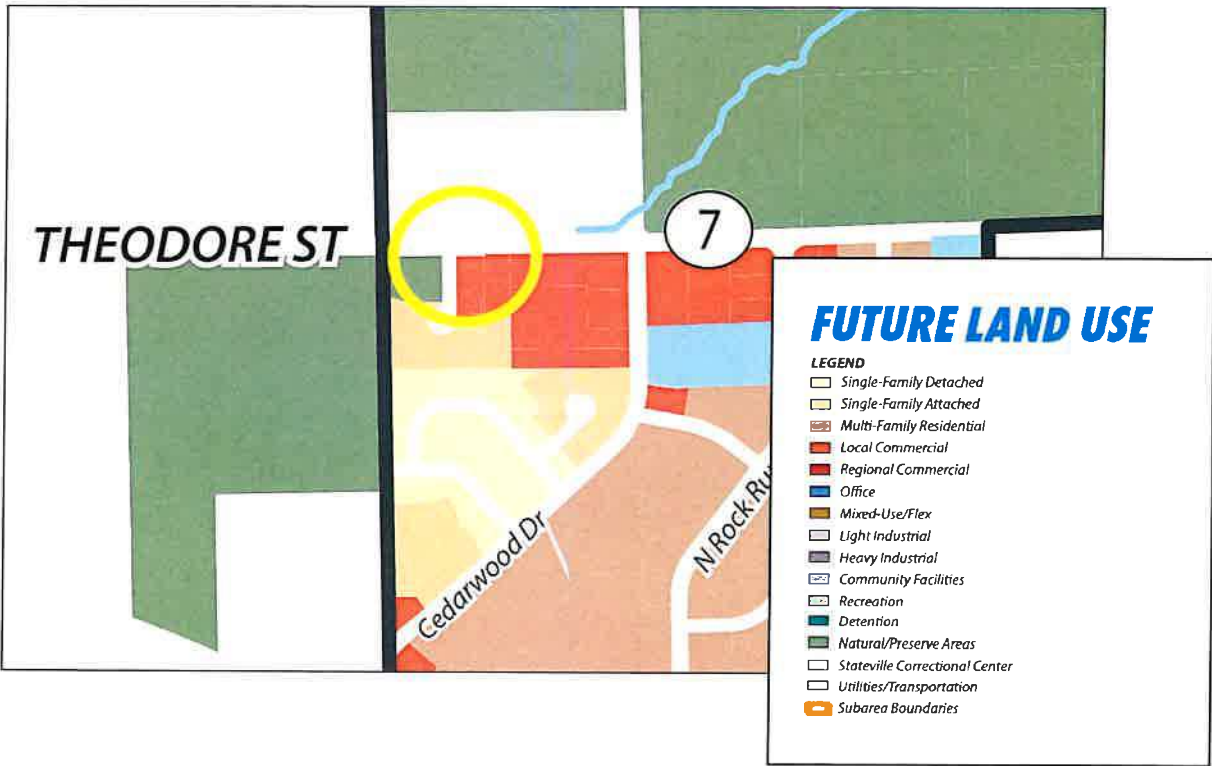 THEODORE ST
7
Cedarwood Dr
N Rock Ru
FUTURE LAND USE
LEGEND
Single-Family Detached
Single-Family Attached
Multi-Family Residential
Local Commercial
Regional Commercial
Office
Mixed-Use/Flex
Light Industrial
Heavy Industrial
Community Facilities
Recreation
Detention
Natural/Preserve Areas
Stateville Correctional Center
Utilities/Transportation
Subarea Boundaries